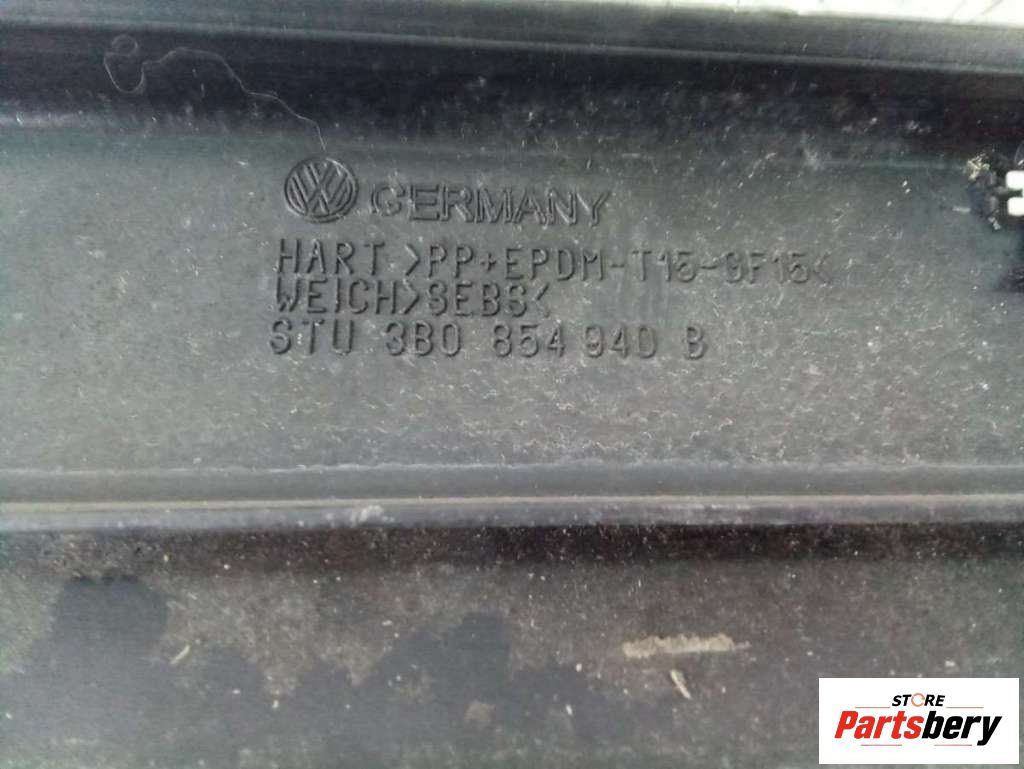 GERMANY
HART >PP+EPDM-T15-GF15<
WEICH>SEBS<
STU 3B0 854 940 B
STORE
Partsbery